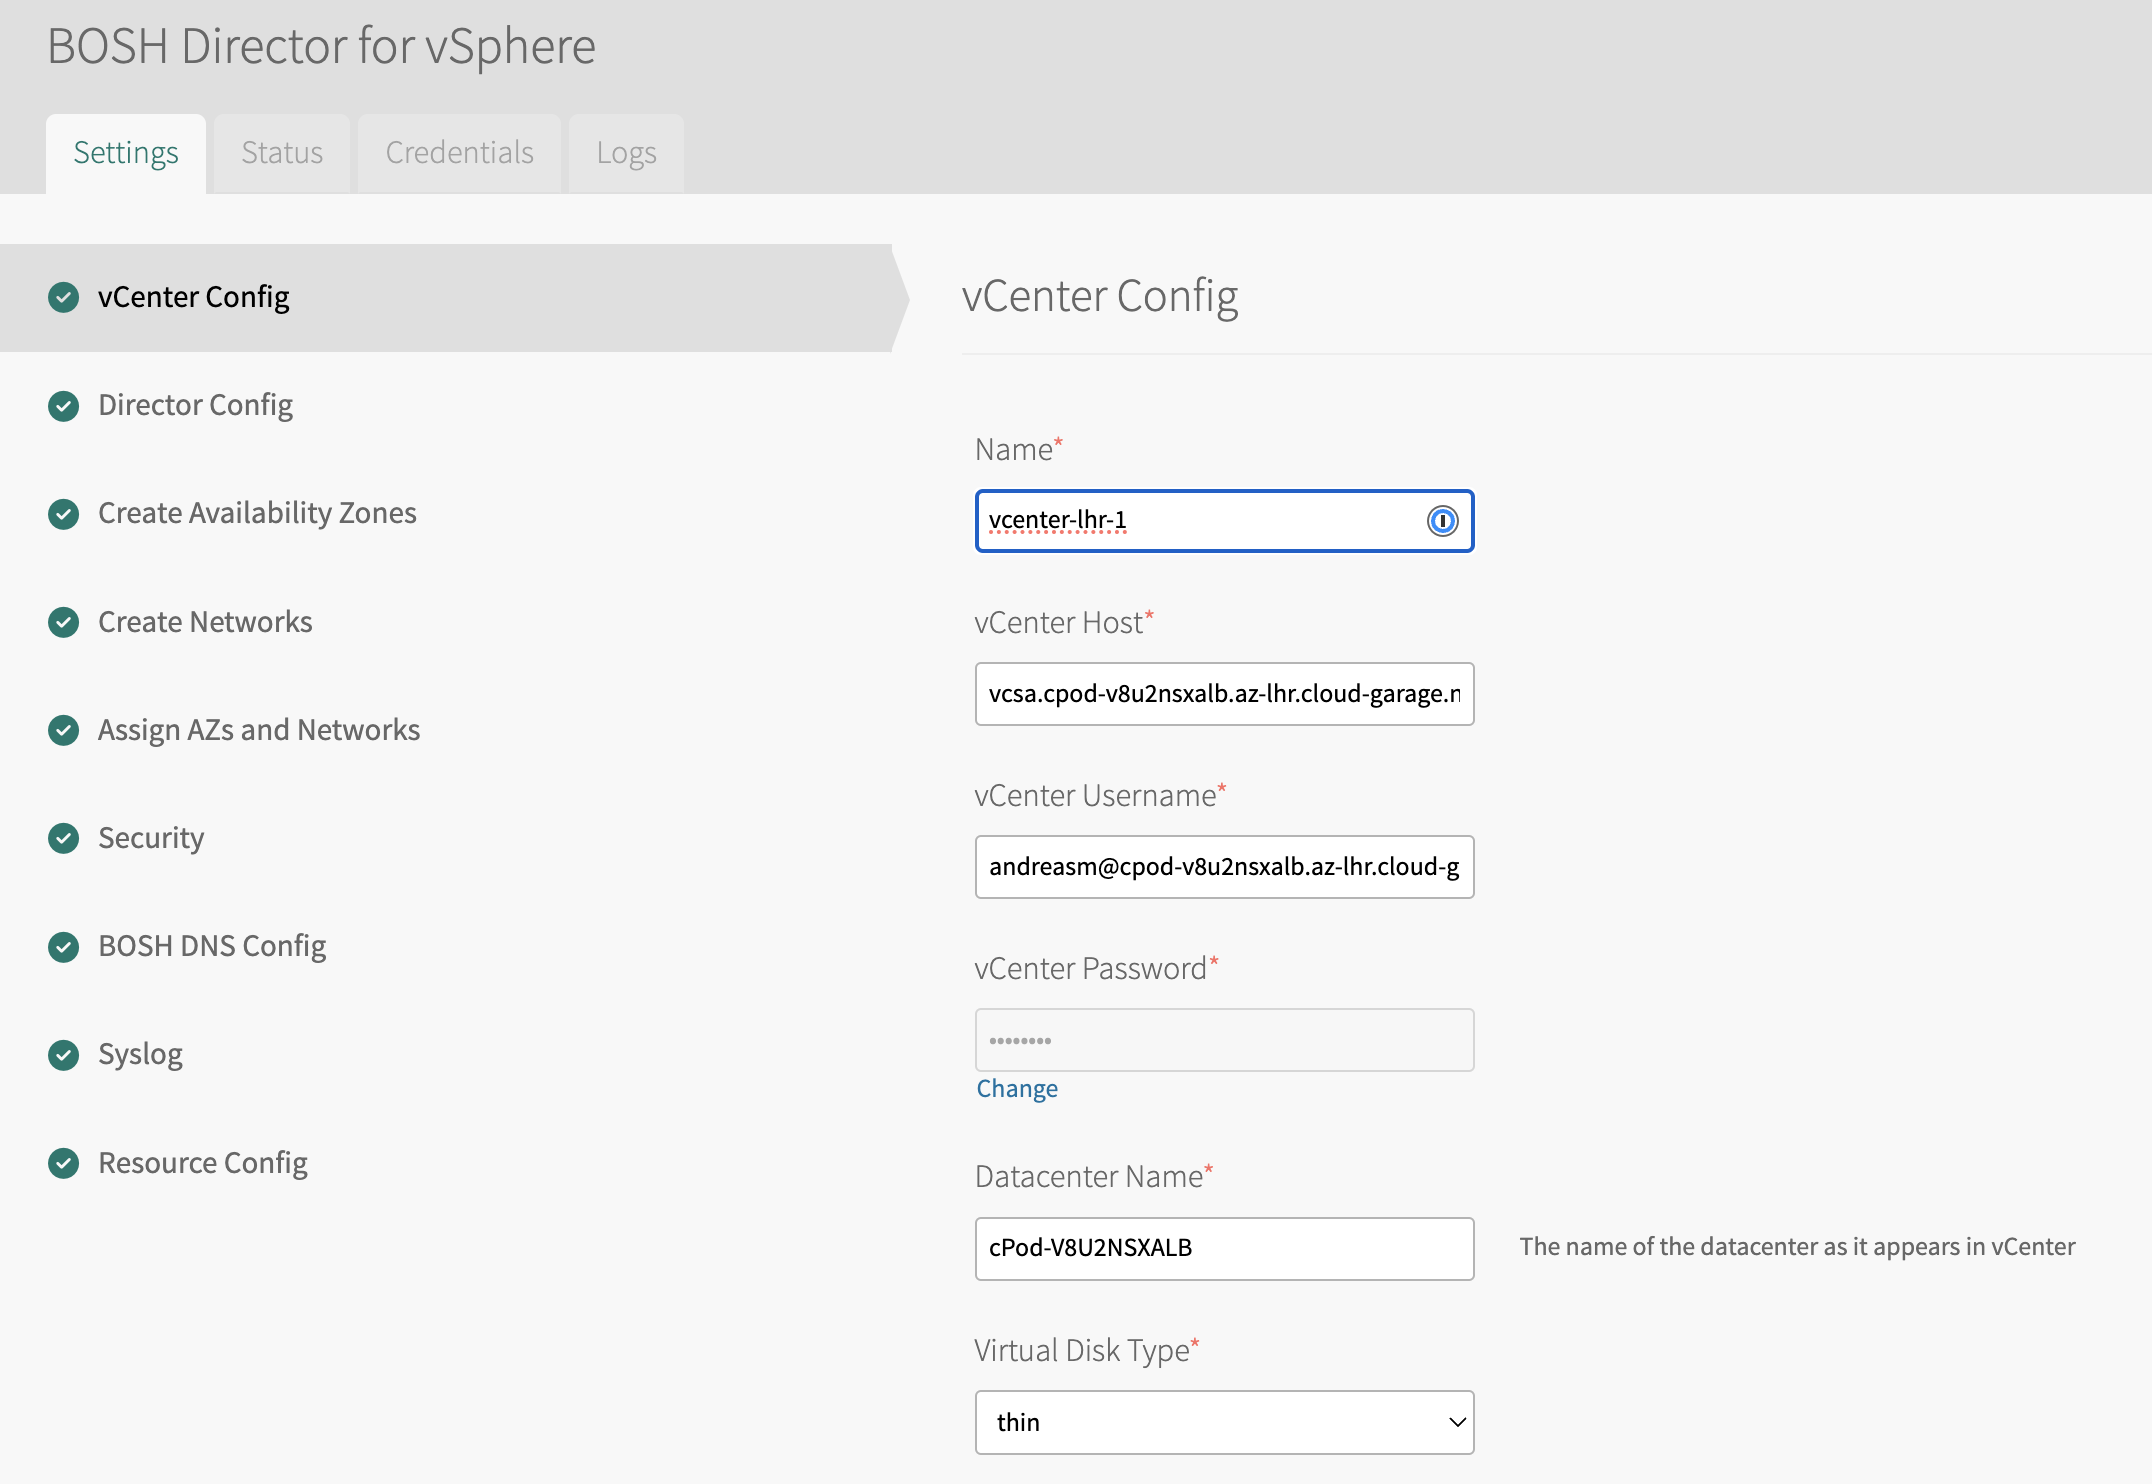 BOSH Director for vSphere
Settings
Status
Credentials
Logs
vCenter Config
Director Config
Create Availability Zones
Create Networks
Assign AZs and Networks
Security
BOSH DNS Config
Syslog
Resource Config
vCenter Config
Name*
vcenter-lhr-1
vCenter Host*
vcsa.cpod-v8u2nsxalb.az-lhr.cloud-garage.n
vCenter Username*
andreasm@cpod-v8u2nsxalb.az-lhr.cloud-g
vCenter Password*
••••••••
Change
Datacenter Name*
cPod-V8U2NSXALB
The name of the datacenter as it appears in vCenter
Virtual Disk Type*
thin